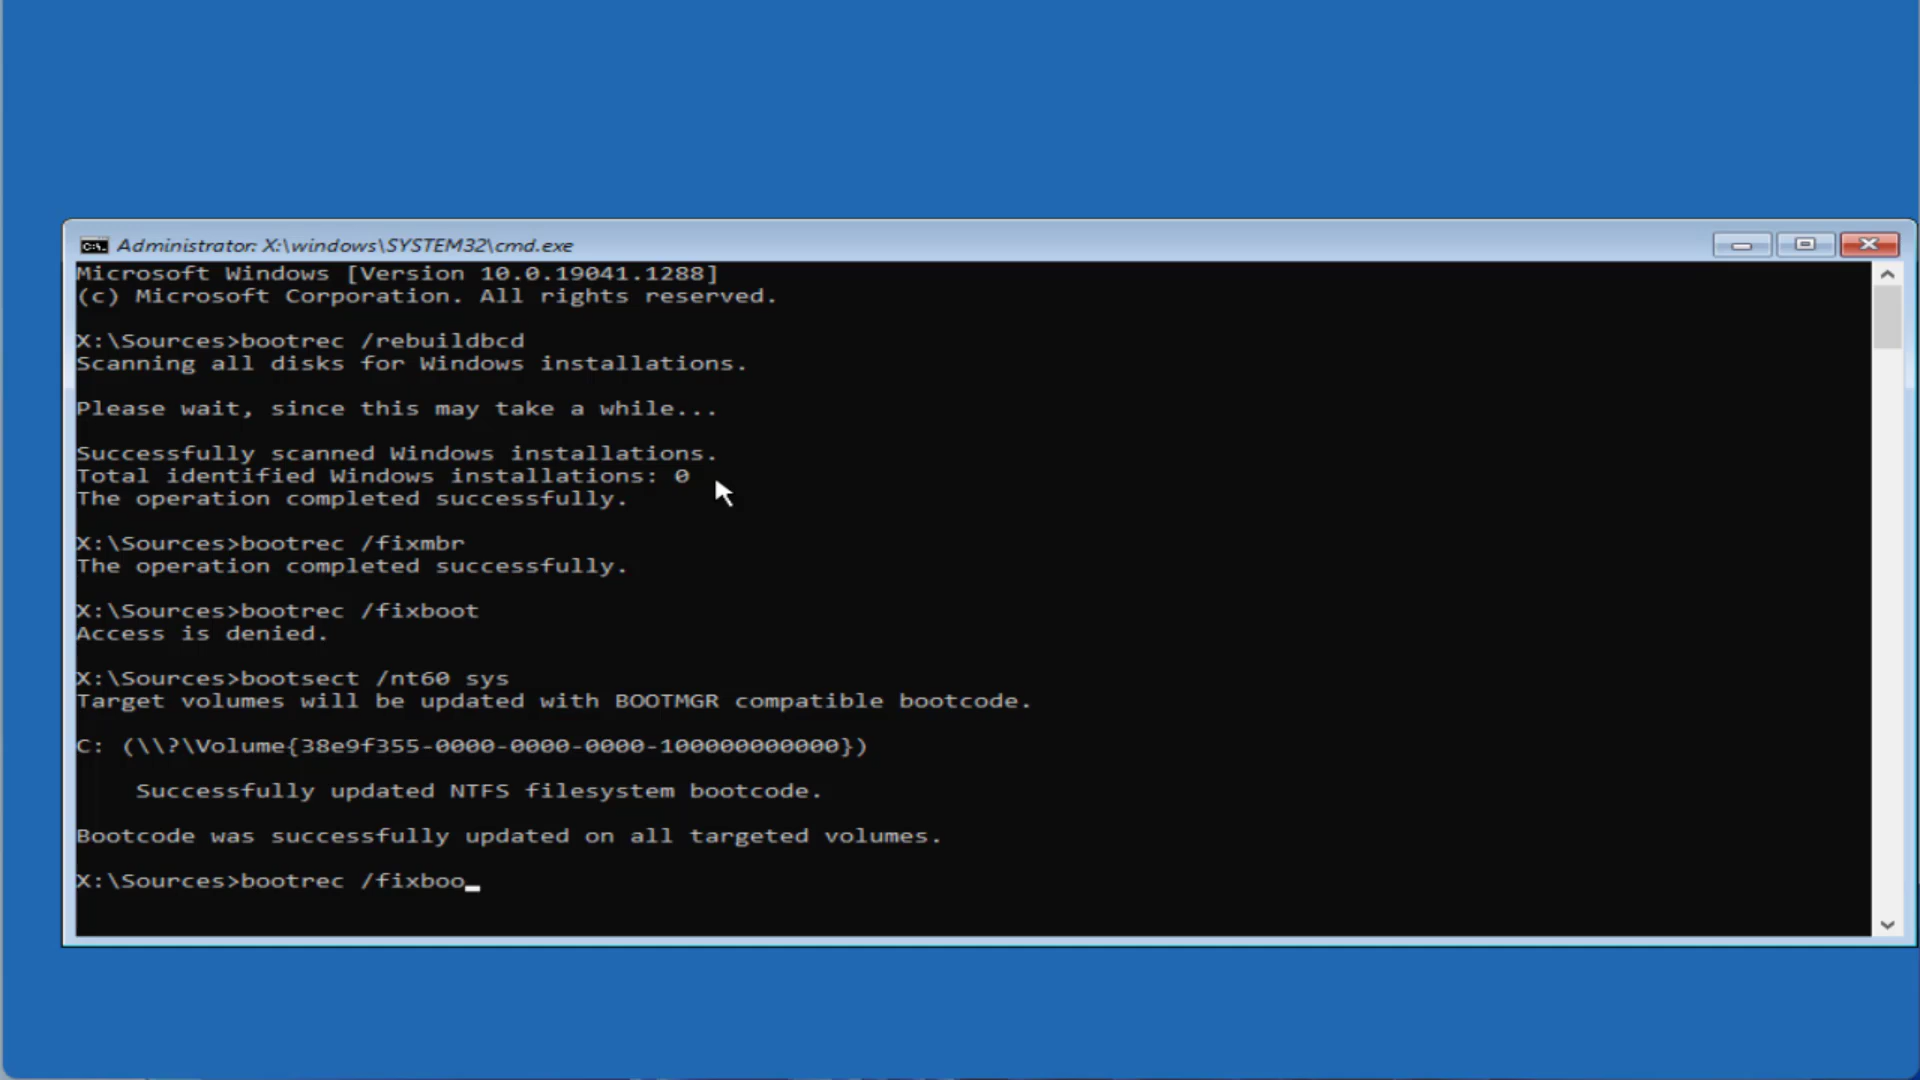 Administrator: X:\windows\SYSTEM32\cmd.exe
Microsoft Windows [Version 10.0.19041.1288]
(c) Microsoft Corporation. All rights reserved.
X:\Sources>bootrec /rebuildbcd
Scanning all disks for Windows installations.
Please wait, since this may take a while...
Successfully scanned Windows installations.
Total identified Windows installations: 0
The operation completed successfully.
X:\Sources>bootrec /fixmbr
The operation completed successfully.
X:\Sources>bootrec /fixboot
Access is denied.
X:\Sources>bootsect /nt60 sys
Target volumes will be updated with BOOTMGR compatible bootcode.
C: (\\?\Volume{38e9f355-0000-0000-0000-100000000000})
Successfully updated NTFS filesystem bootcode.
Bootcode was successfully updated on all targeted volumes.
X:\Sources>bootrec /fixboo